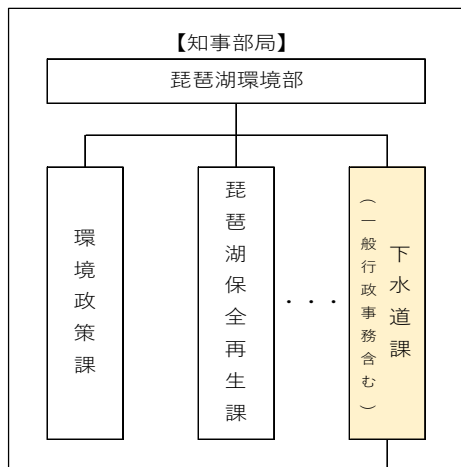 【知事部局】
琵琶湖環境部
環境政策課
琵琶湖保全再生課
・・・
下水道課
（一般行政事務含む）